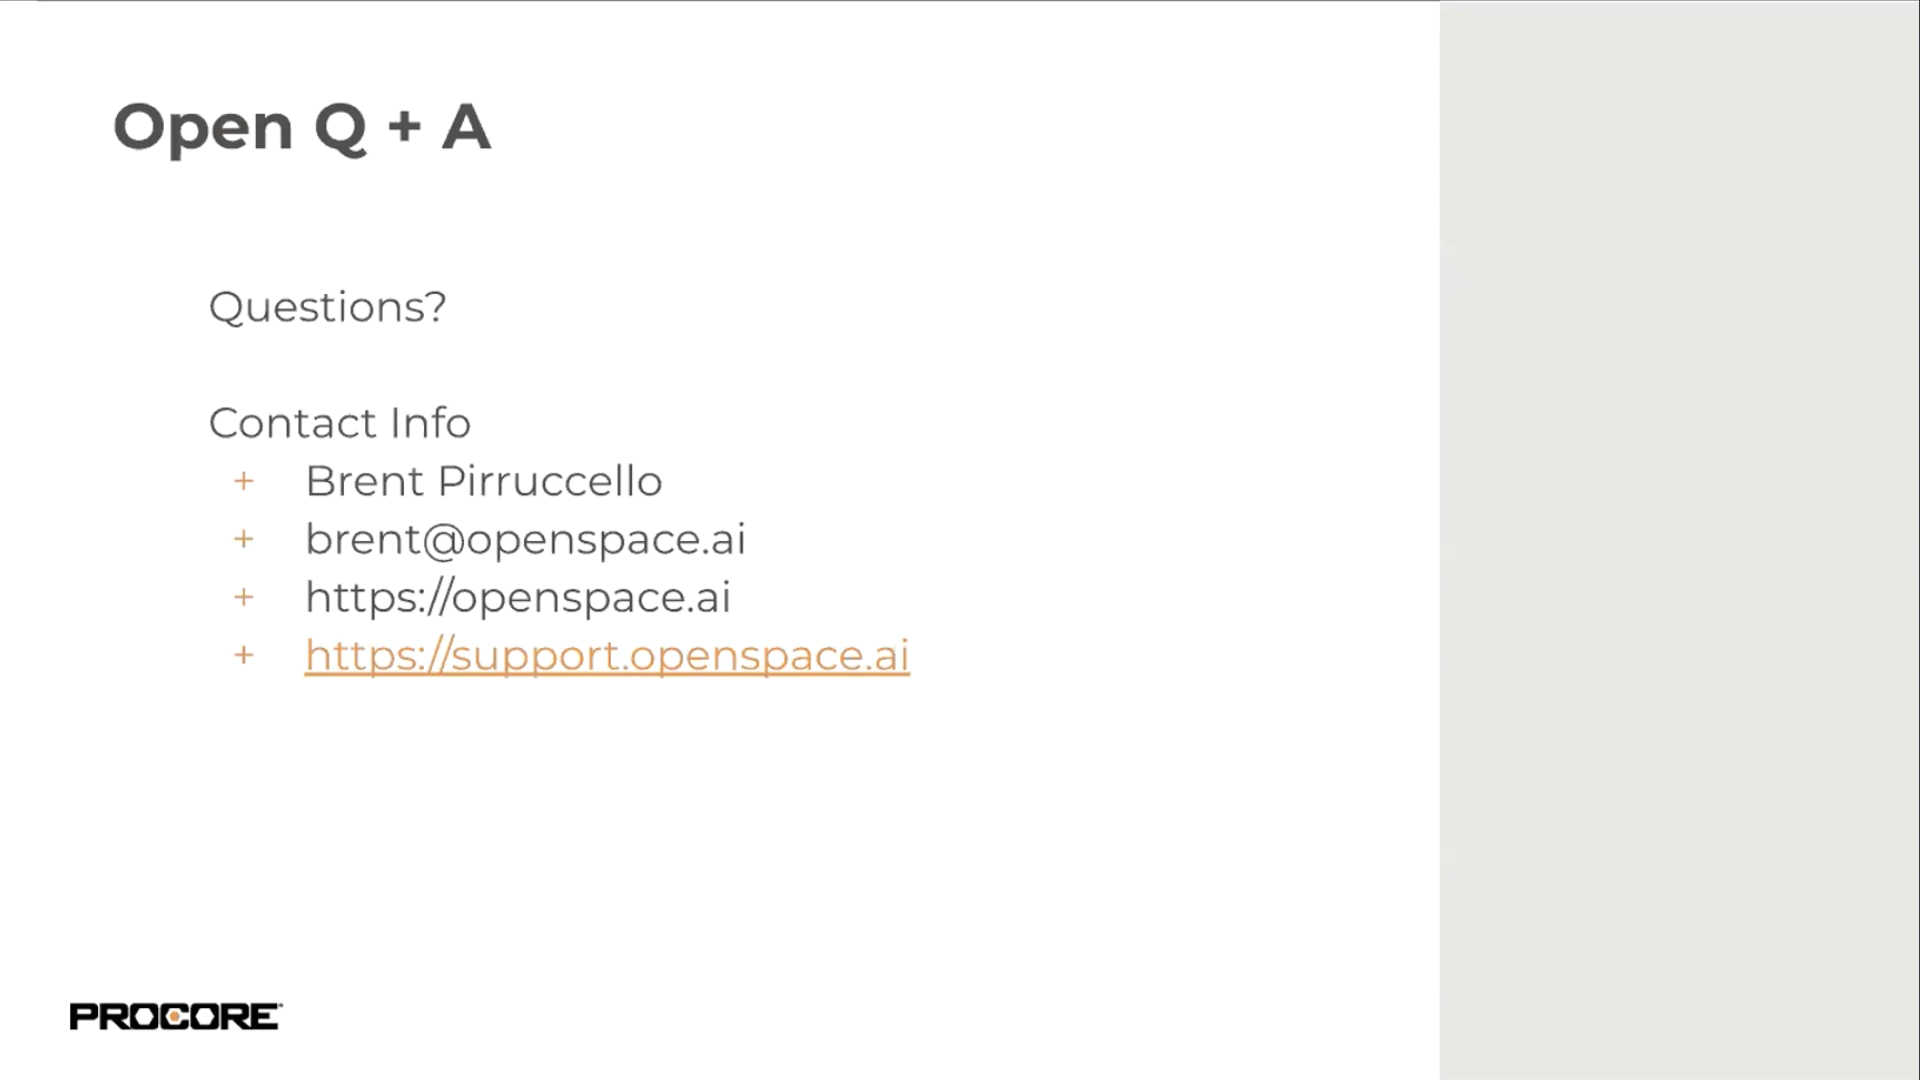 Open Q + A
Questions?
Contact Info
+ Brent Pirruccello
+ brent@openspace.ai
+ https://openspace.ai
+ https://support.openspace.ai
PROCORE